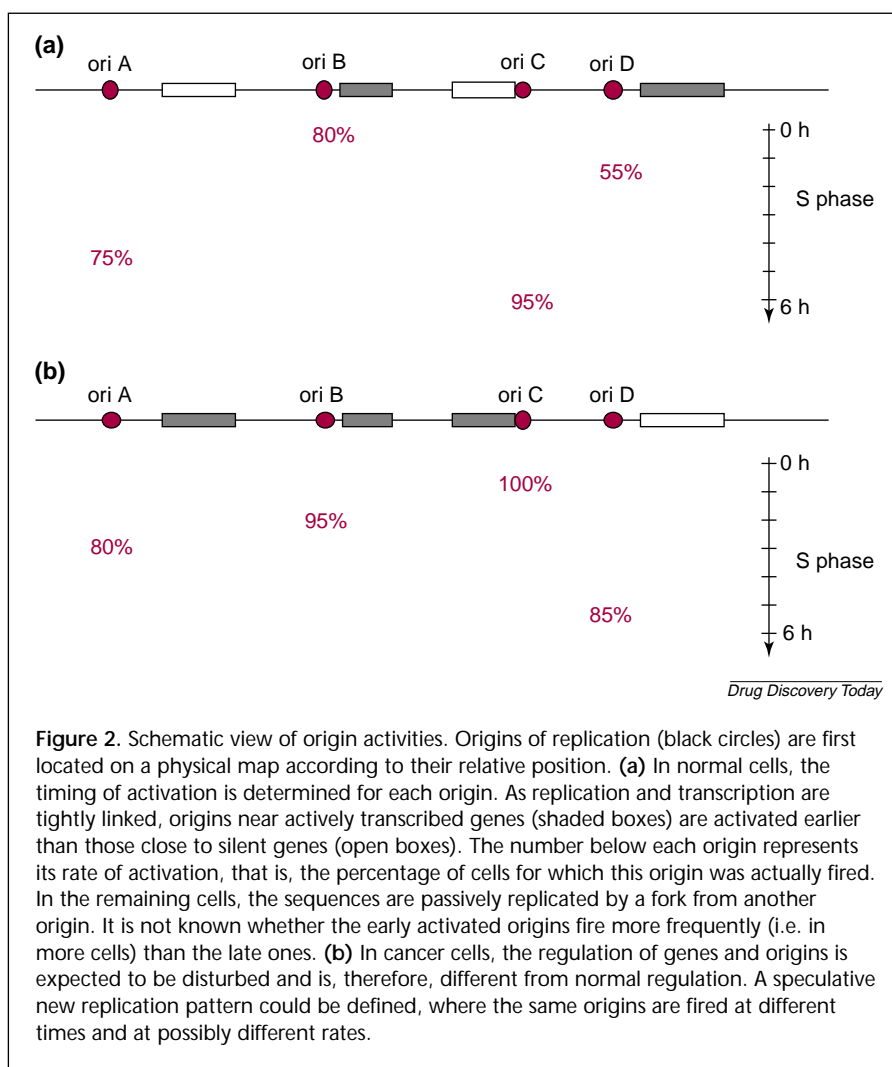 (a)
ori A ori B ori C ori D
80%
0 h
55%
S phase
75%
95%
6 h
(b)
ori A ori B ori C ori D
0 h
100%
95%
80%
S phase
85%
6 h
Drug Discovery Today
Figure 2. Schematic view of origin activities. Origins of replication (black circles) are first
located on a physical map according to their relative position. (a) In normal cells, the
timing of activation is determined for each origin. As replication and transcription are
tightly linked, origins near actively transcribed genes (shaded boxes) are activated earlier
than those close to silent genes (open boxes). The number below each origin represents
its rate of activation, that is, the percentage of cells for which this origin was actually fired.
In the remaining cells, the sequences are passively replicated by a fork from another
origin. It is not known whether the early activated origins fire more frequently (i.e. in
more cells) than the late ones. (b) In cancer cells, the regulation of genes and origins is
expected to be disturbed and is, therefore, different from normal regulation. A speculative
new replication pattern could be defined, where the same origins are fired at different
times and at possibly different rates.